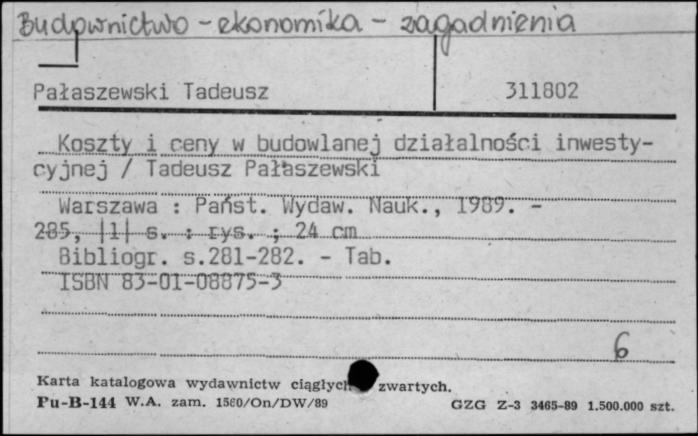 Budownictwo - ekonomika - zagadnienia
Pałaszewski Tadeusz 311802
Koszty i ceny w budowlanej działalności inwesty-
cyjnej / Tadeusz Pałaszewski
Warszawa : Państ. Wydaw. Nauk., 1989. -
285, |1| s. : rys. ; 24 cm
Bibliogr. s.281-282. - Tab.
ISBN 83-01-08875-3
6
Karta katalogowa wydawnictw ciągłych zwartych.
Pu-B-144 W.A. zam. 1560/On/DW/89 GZG Z-3 3465-89 1.500.000 szt.